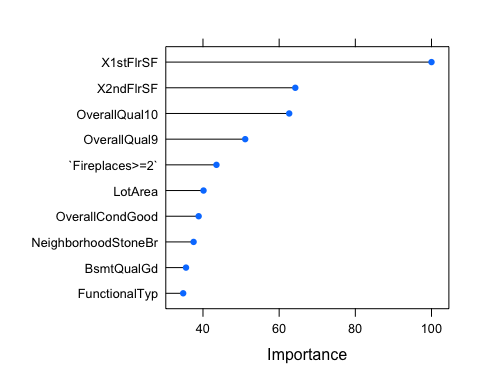 X1stFlrSF
X2ndFlrSF
OverallQual10
OverallQual9
`Fireplaces>=2`
LotArea
OverallCondGood
NeighborhoodStoneBr
BsmtQualGd
FunctionalTyp
40 60 80 100
Importance